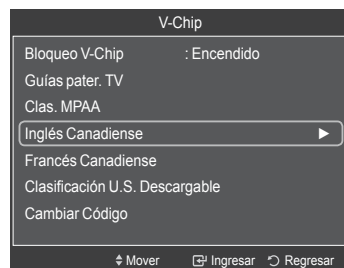 V-Chip
Bloqueo V-Chip : Encendido
Guías pater. TV
Clas. MPAA
Inglés Canadiense
Francés Canadiense
Clasificación U.S. Descargable
Cambiar Código
Mover Ingresar Regresar